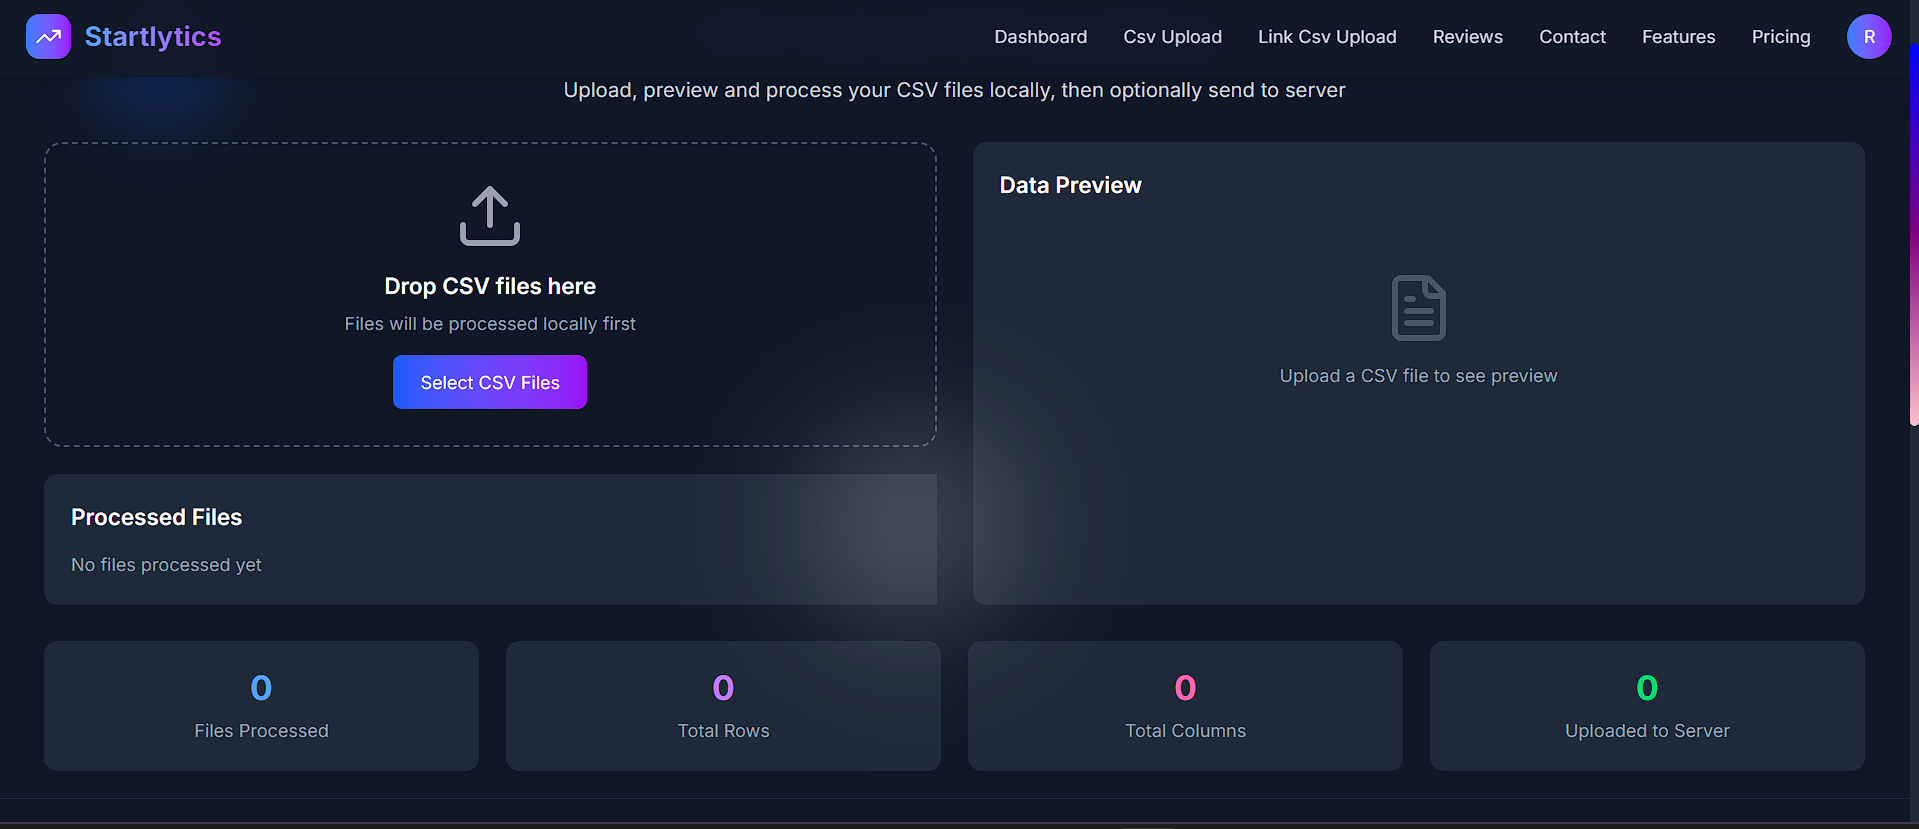 Startlytics
Dashboard
Csv Upload
Link Csv Upload
Reviews
Contact
Features
Pricing
R
Upload, preview and process your CSV files locally, then optionally send to server
Drop CSV files here
Files will be processed locally first
Select CSV Files
Data Preview
Upload a CSV file to see preview
Processed Files
No files processed yet
0
Files Processed
0
Total Rows
0
Total Columns
0
Uploaded to Server